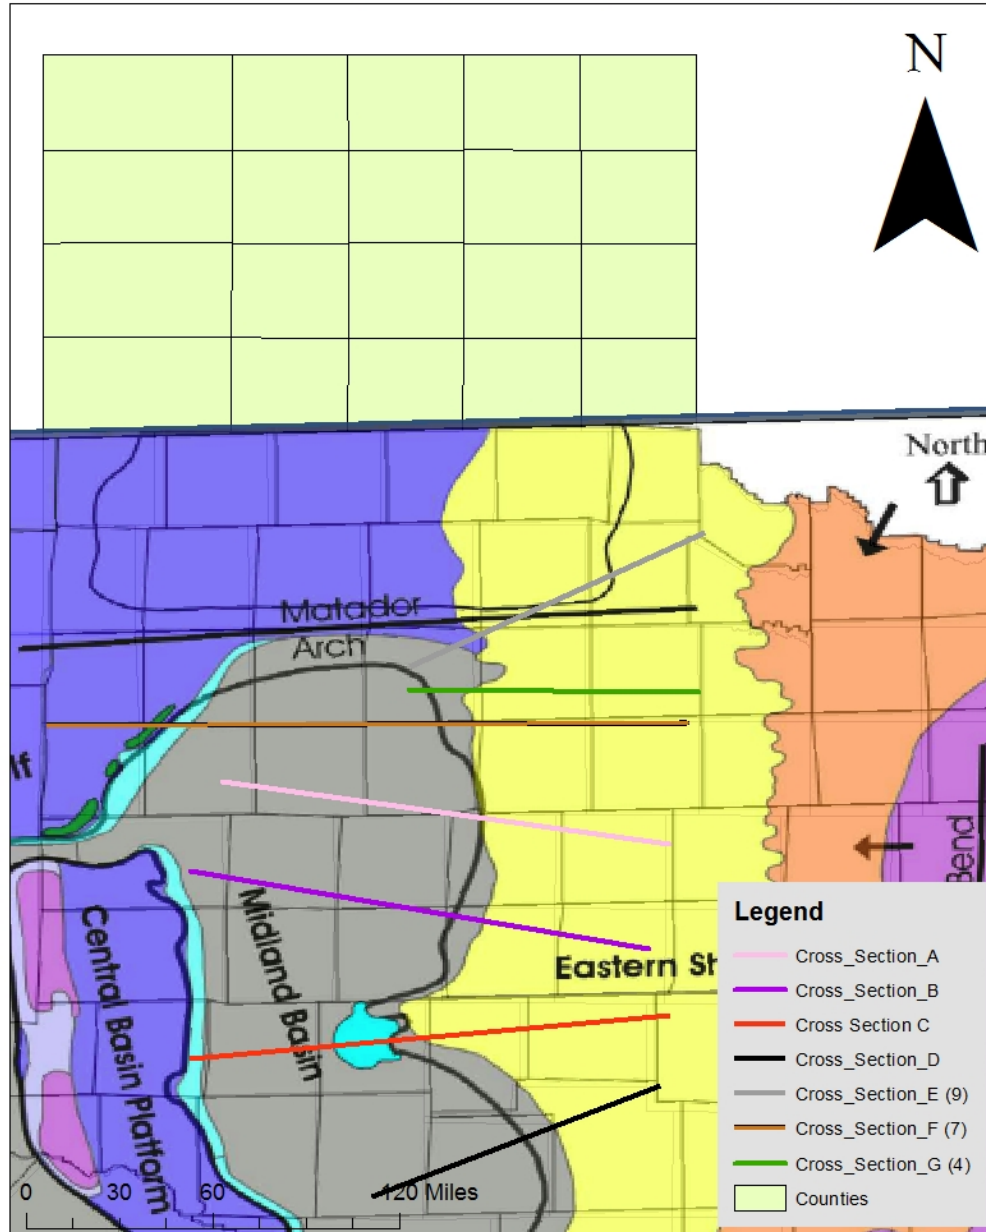 N
North
Matador
Arch
lf
Bend
Central Basin Platform
Midland Basin
Eastern Sh
Legend
Cross_Section_A
Cross_Section_B
Cross Section C
Cross_Section_D
Cross_Section_E (9)
Cross_Section_F (7)
Cross_Section_G (4)
Counties
0 30 60 120 Miles